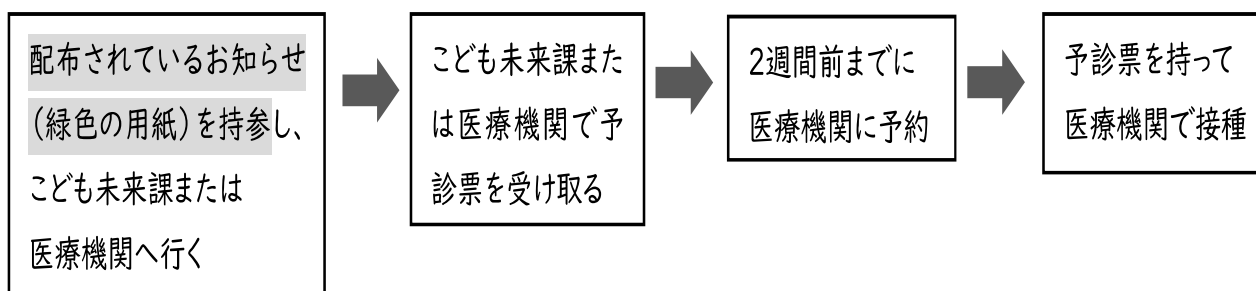 配布されているお知らせ
（緑色の用紙）を持参し、
こども未来課または
医療機関へ行く
こども未来課また
は医療機関で予
診票を受け取る
2週間前までに
医療機関に予約
予診票を持って
医療機関で接種